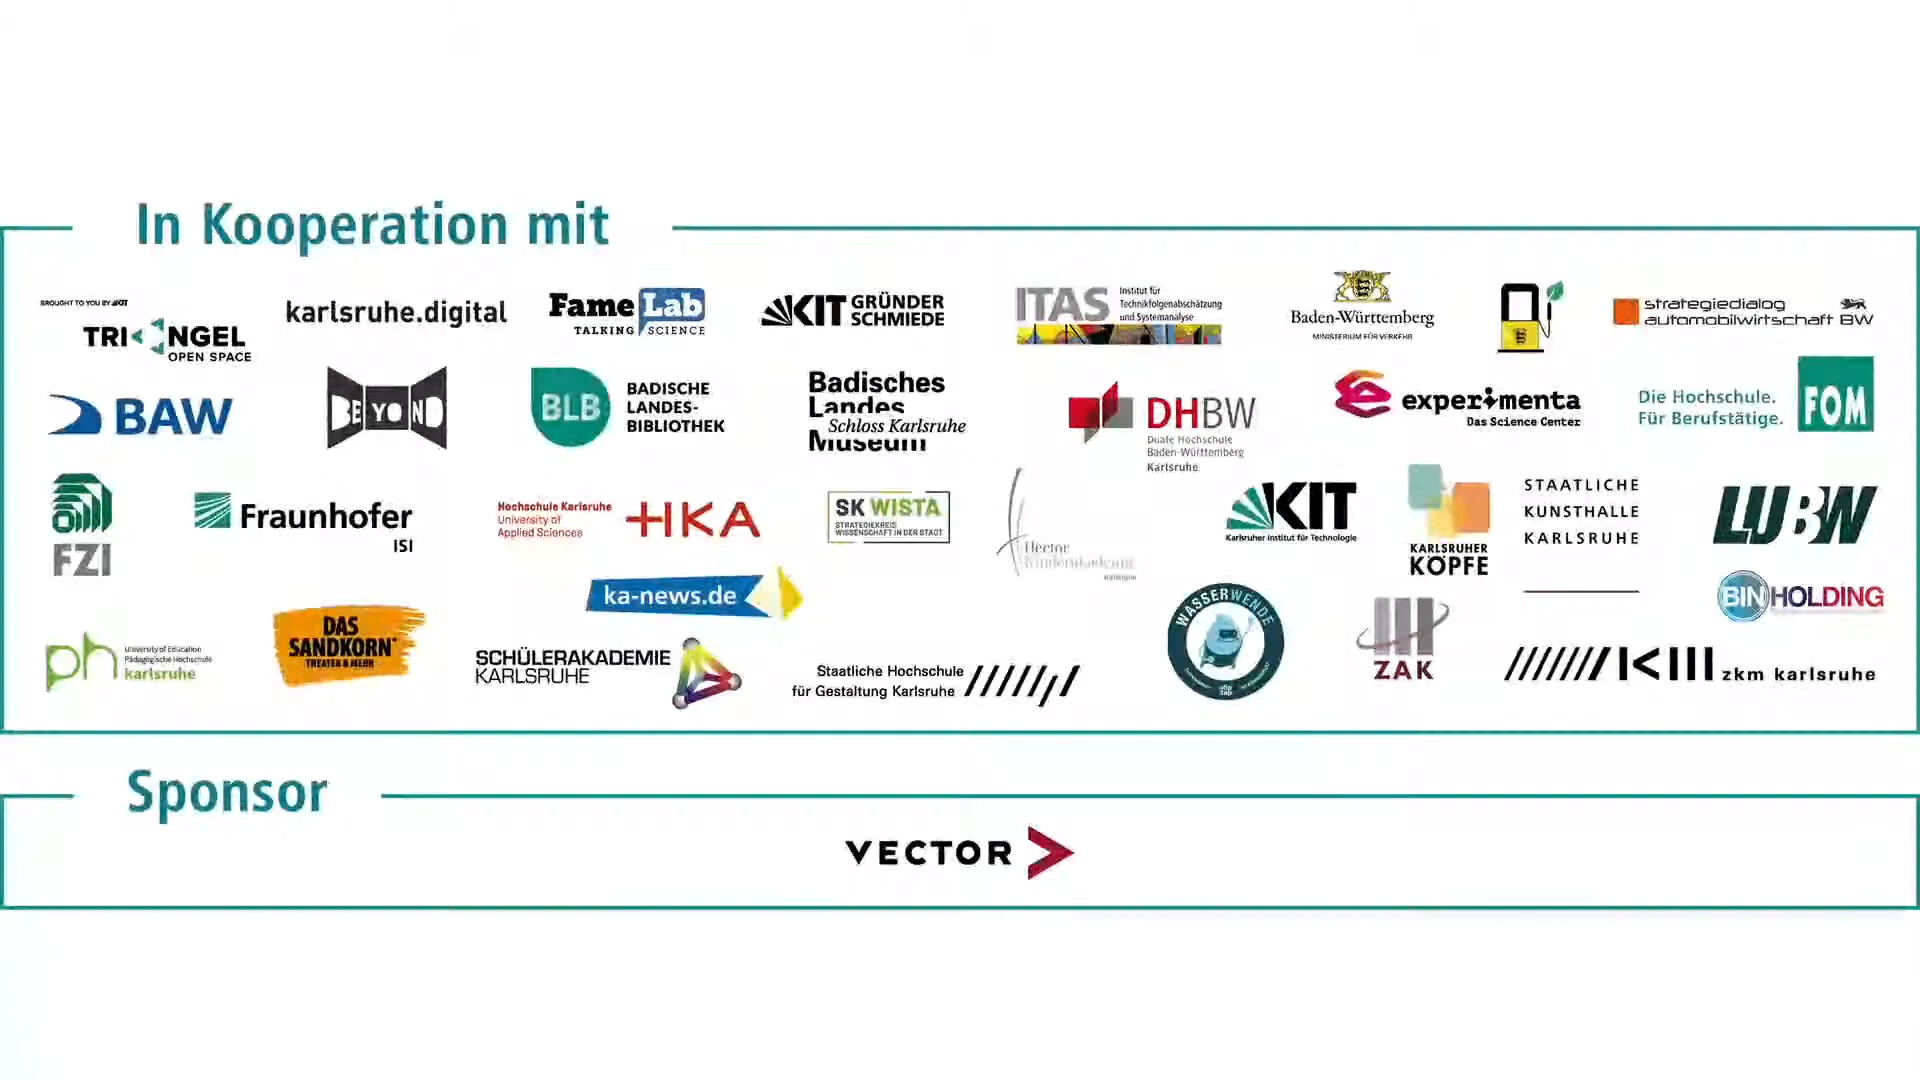 In Kooperation mit
BROUGHT TO YOU BY KIT
TRI NGEL
OPEN SPACE
karlsruhe.digital
FameLab
TALKING SCIENCE
KIT GRÜNDER
SCHMIEDE
ITAS
Institut für
Technikfolgenabschätzung
und Systemanalyse
Baden-Württemberg
MINISTERIUM FÜR VERKEHR
strategiedialog
automobilwirtschaft BW
BAW
BEYOND
BLB
BADISCHE
LANDES-
BIBLIOTHEK
Badisches
Landes
Schloss Karlsruhe
Museum
DHBW
Duale Hochschule
Baden-Württemberg
Karlsruhe
experimenta
Das Science Center
Die Hochschule.
Für Berufstätige.
FOM
FZI
Fraunhofer
ISI
Hochschule Karlsruhe
University of
Applied Sciences
HKA
SK WISTA
STRATEGIEKREIS
WISSENSCHAFT IN DER STADT
Hector
Kinderakademie
KIT
Karlsruher Institut für Technologie
KARLSRUHER
KÖPFE
STAATLICHE
KUNSTHALLE
KARLSRUHE
LUBW
ka-news.de
BIN HOLDING
ph
University of Education
Pädagogische Hochschule
karlsruhe
DAS
SANDKORN
THEATER & MEHR
SCHÜLERAKADEMIE
KARLSRUHE
Staatliche Hochschule
für Gestaltung Karlsruhe
WASSERWENDE
ZAK
zkm karlsruhe
Sponsor
VECTOR